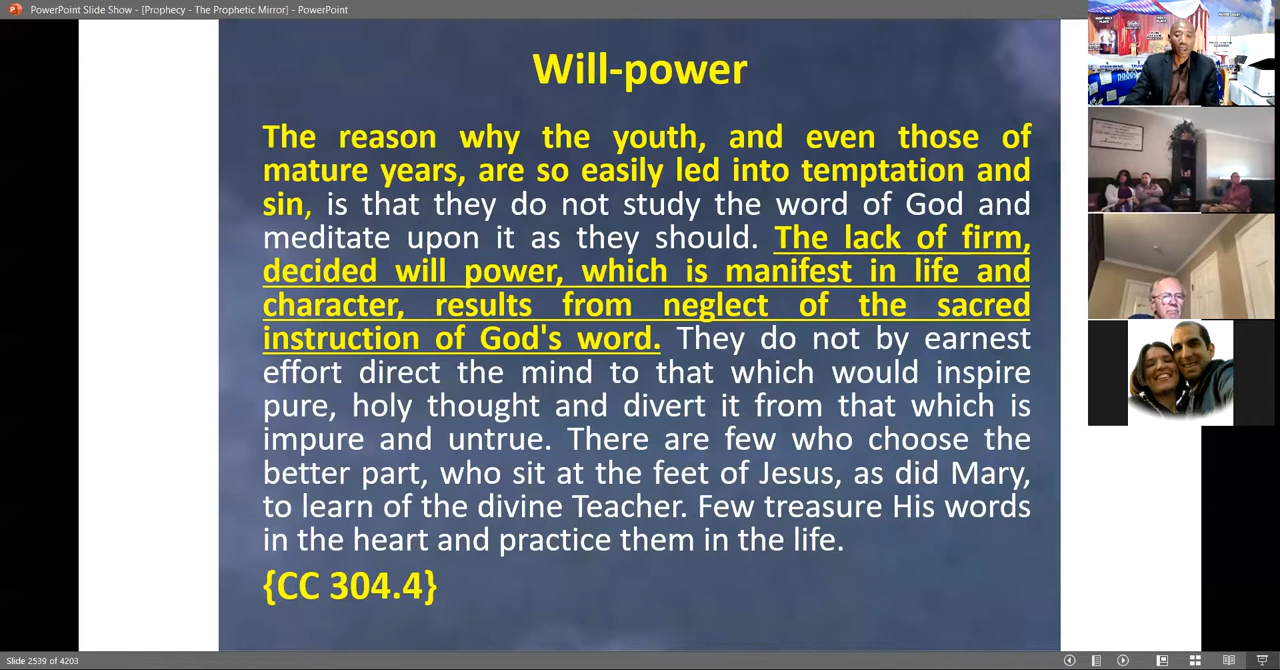 PowerPoint Slide Show - [Prophecy - The Prophetic Mirror] - PowerPoint
Will-power
The reason why the youth, and even those of
mature years, are so easily led into temptation and
sin, is that they do not study the word of God and
meditate upon it as they should. The lack of firm,
decided will power, which is manifest in life and
character, results from neglect of the sacred
instruction of God's word. They do not by earnest
effort direct the mind to that which would inspire
pure, holy thought and divert it from that which is
impure and untrue. There are few who choose the
better part, who sit at the feet of Jesus, as did Mary,
to learn of the divine Teacher. Few treasure His words
in the heart and practice them in the life.
{CC 304.4}
Slide 2539 of 4203